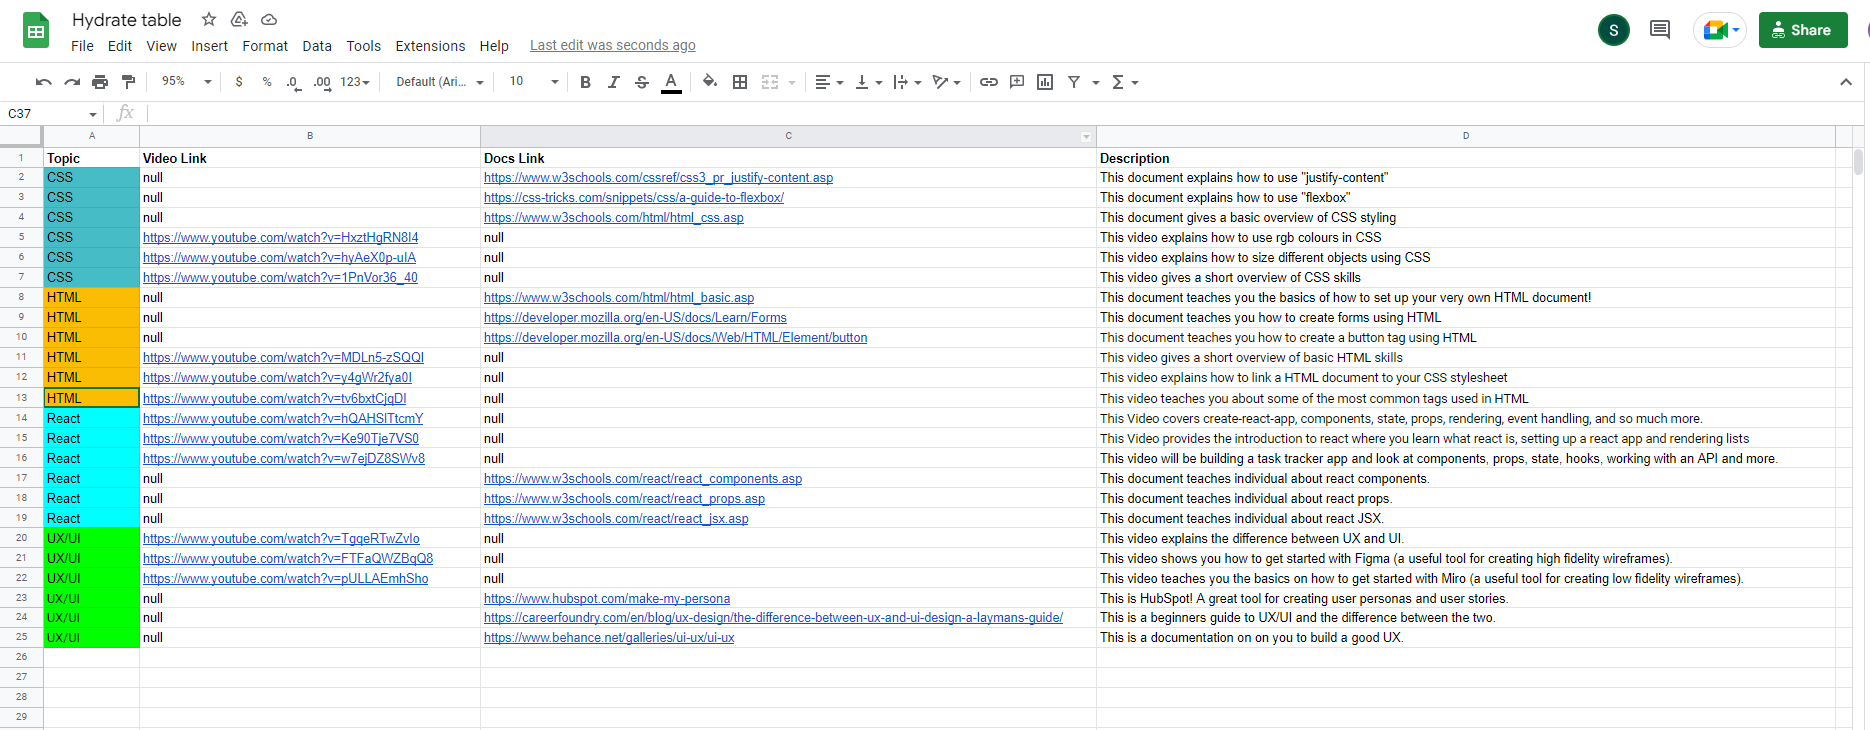 Hydrate table
File Edit View Insert Format Data Tools Extensions Help Last edit was seconds ago
S Share
95% $ % .0 .00 123 Default (Ari... 10 B I S A Σ
C37 fx
A B C D
1 Topic Video Link Docs Link Description
2 CSS null https://www.w3schools.com/cssref/css3_pr_justify-content.asp This document explains how to use "justify-content"
3 CSS null https://css-tricks.com/snippets/css/a-guide-to-flexbox/ This document explains how to use "flexbox"
4 CSS null https://www.w3schools.com/html/html_css.asp This document gives a basic overview of CSS styling
5 CSS https://www.youtube.com/watch?v=HxztHgRN8I4 null This video explains how to use rgb colours in CSS
6 CSS https://www.youtube.com/watch?v=hyAeX0p-uIA null This video explains how to size different objects using CSS
7 CSS https://www.youtube.com/watch?v=1PnVor36_40 null This video gives a short overview of CSS skills
8 HTML null https://www.w3schools.com/html/html_basic.asp This document teaches you the basics of how to set up your very own HTML document!
9 HTML null https://developer.mozilla.org/en-US/docs/Learn/Forms This document teaches you how to create forms using HTML
10 HTML null https://developer.mozilla.org/en-US/docs/Web/HTML/Element/button This document teaches you how to create a button tag using HTML
11 HTML https://www.youtube.com/watch?v=MDLn5-zSQQI null This video gives a short overview of basic HTML skills
12 HTML https://www.youtube.com/watch?v=y4gWr2fya0I null This video explains how to link a HTML document to your CSS stylesheet
13 HTML https://www.youtube.com/watch?v=tv6bxtCjqDI null This video teaches you about some of the most common tags used in HTML
14 React https://www.youtube.com/watch?v=hQAHSlTtcmY null This Video covers create-react-app, components, state, props, rendering, event handling, and so much more.
15 React https://www.youtube.com/watch?v=Ke90Tje7VS0 null This Video provides the introduction to react where you learn what react is, setting up a react app and rendering lists
16 React https://www.youtube.com/watch?v=w7ejDZ8SWv8 null This video will be building a task tracker app and look at components, props, state, hooks, working with an API and more.
17 React null https://www.w3schools.com/react/react_components.asp This document teaches individual about react components.
18 React null https://www.w3schools.com/react/react_props.asp This document teaches individual about react props.
19 React null https://www.w3schools.com/react/react_jsx.asp This document teaches individual about react JSX.
20 UX/UI https://www.youtube.com/watch?v=TgqeRTwZvIo null This video explains the difference between UX and UI.
21 UX/UI https://www.youtube.com/watch?v=FTFaQWZBqQ8 null This video shows you how to get started with Figma (a useful tool for creating high fidelity wireframes).
22 UX/UI https://www.youtube.com/watch?v=pULLAEmhSho null This video teaches you the basics on how to get started with Miro (a useful tool for creating low fidelity wireframes).
23 UX/UI null https://www.hubspot.com/make-my-persona This is HubSpot! A great tool for creating user personas and user stories.
24 UX/UI null https://careerfoundry.com/en/blog/ux-design/the-difference-between-ux-and-ui-design-a-laymans-guide/ This is a beginners guide to UX/UI and the difference between the two.
25 UX/UI null https://www.behance.net/galleries/ui-ux/ui-ux This is a documentation on on you to build a good UX.
26
27
28
29